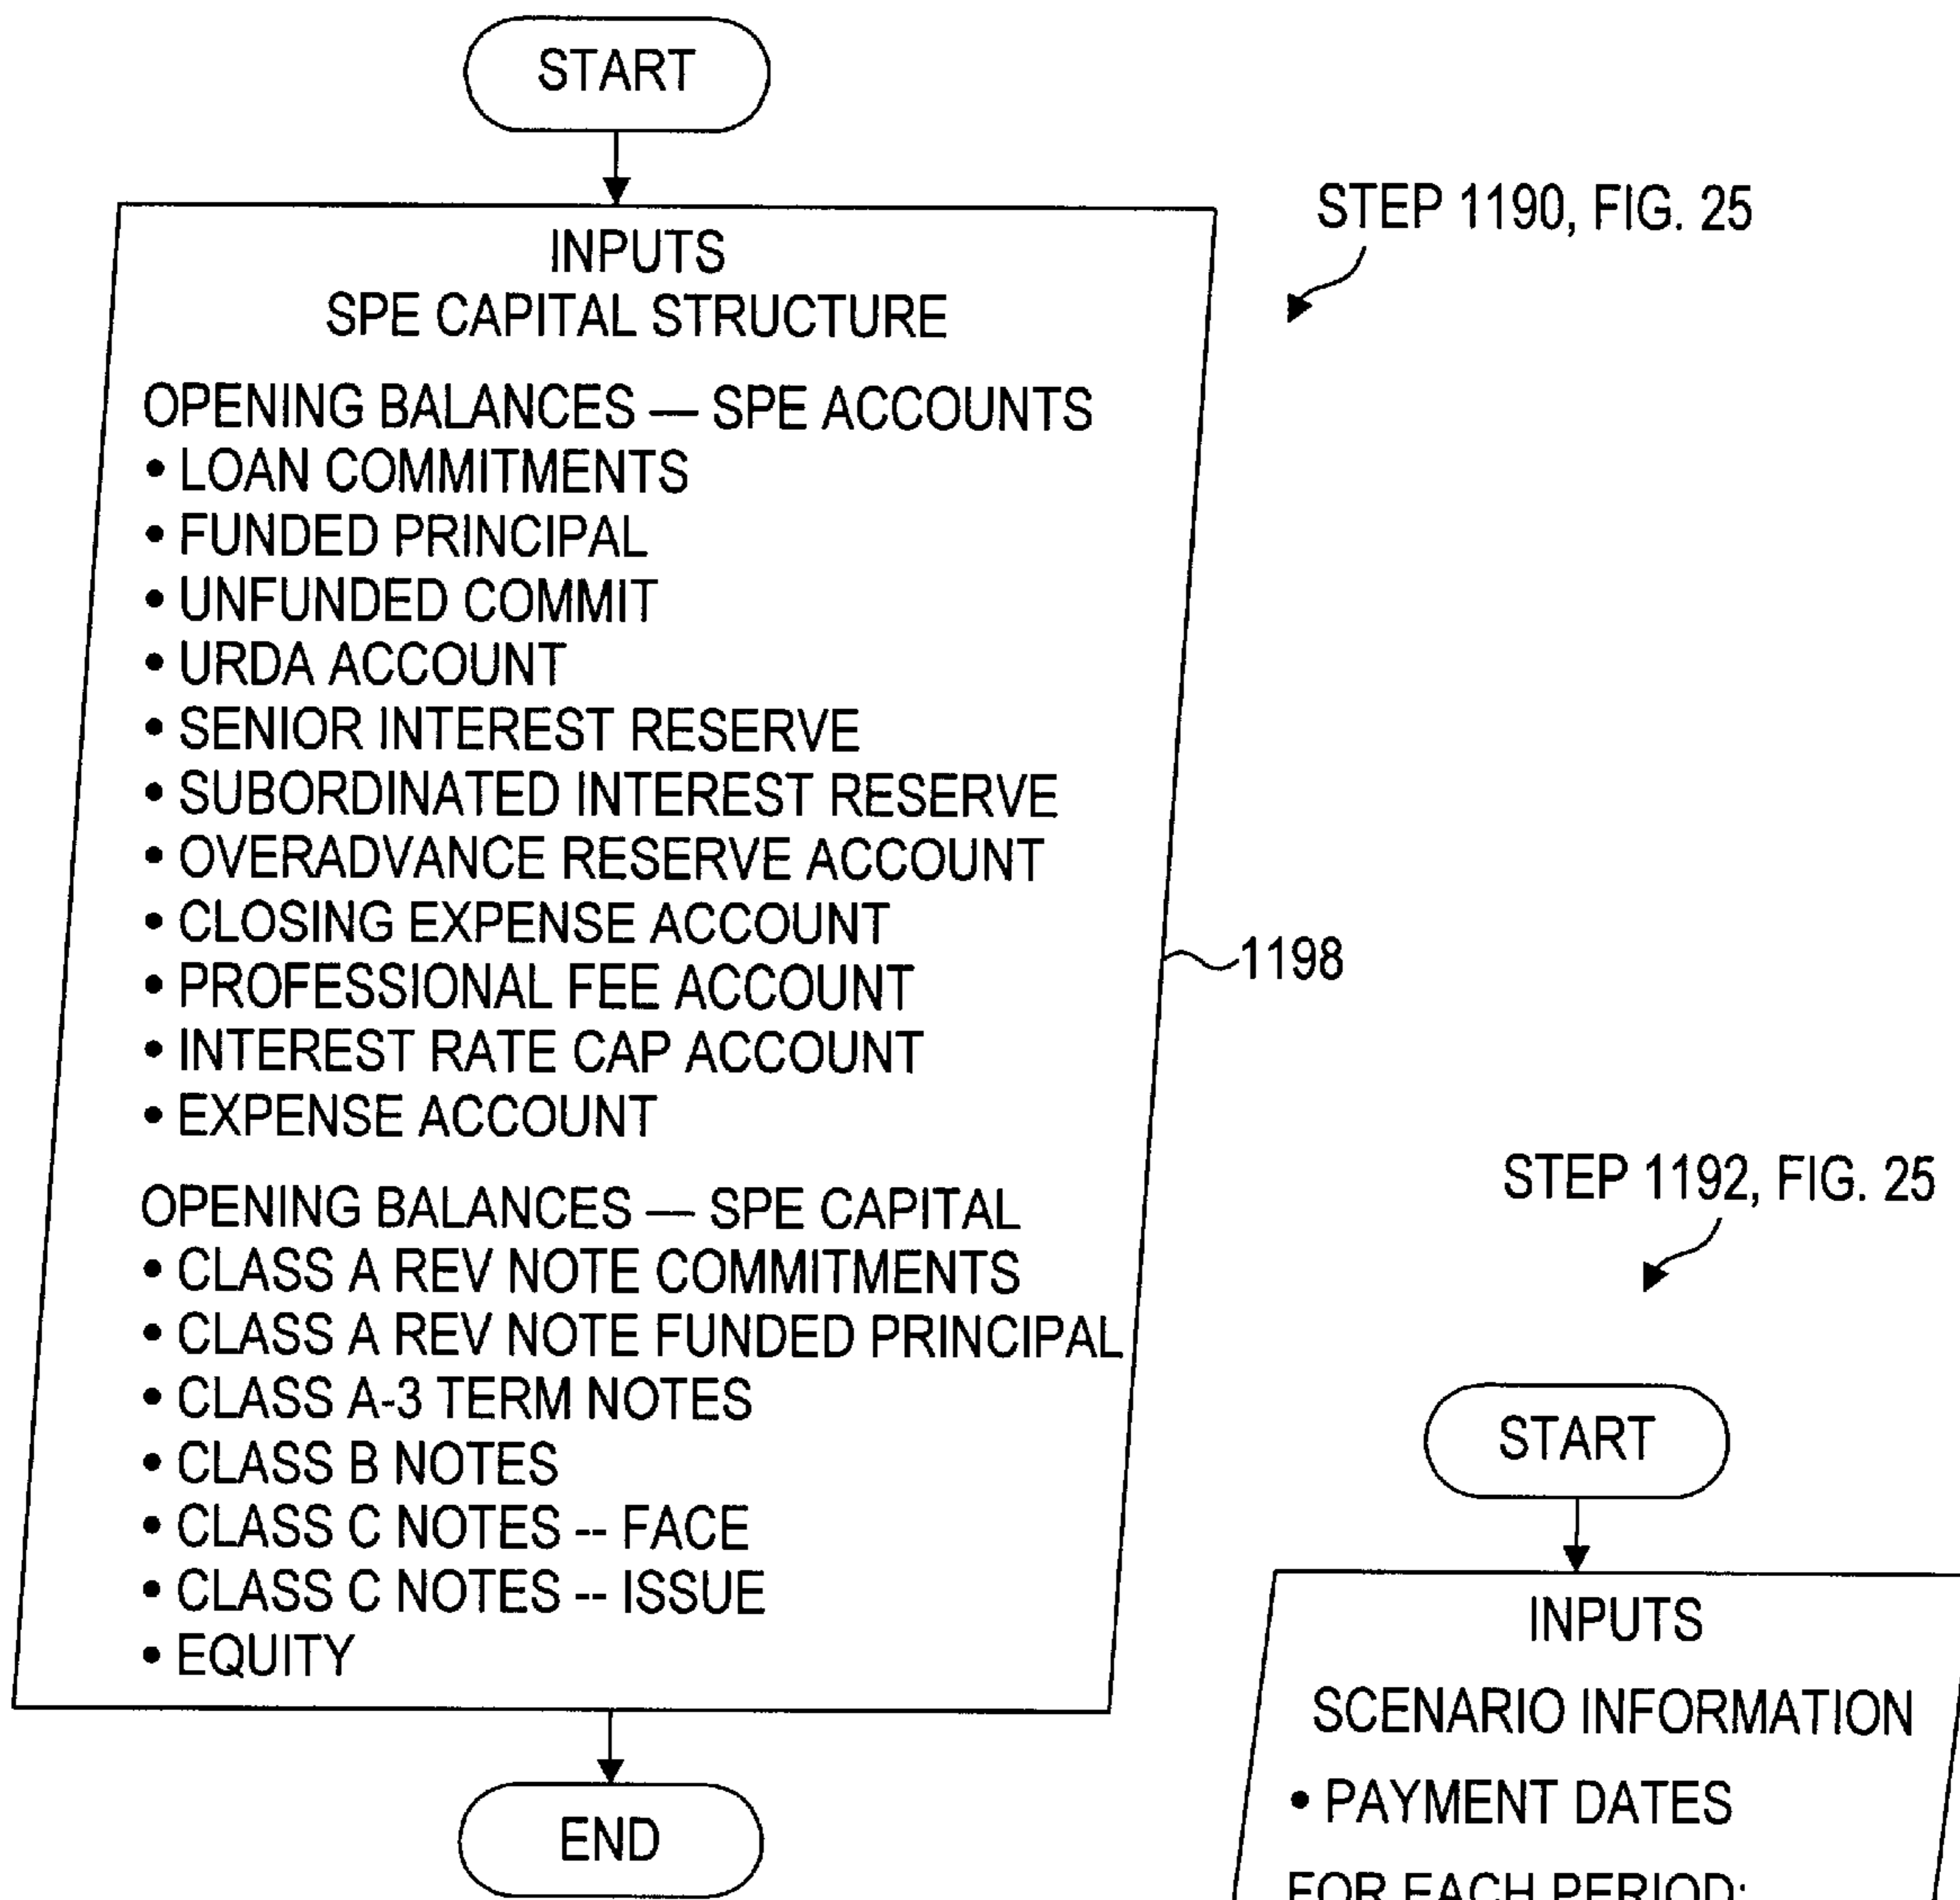 START
STEP 1190, FIG. 25
INPUTS
SPE CAPITAL STRUCTURE
OPENING BALANCES — SPE ACCOUNTS
• LOAN COMMITMENTS
• FUNDED PRINCIPAL
• UNFUNDED COMMIT
• URDA ACCOUNT
• SENIOR INTEREST RESERVE
• SUBORDINATED INTEREST RESERVE
• OVERADVANCE RESERVE ACCOUNT
• CLOSING EXPENSE ACCOUNT
• PROFESSIONAL FEE ACCOUNT
• INTEREST RATE CAP ACCOUNT
• EXPENSE ACCOUNT
OPENING BALANCES — SPE CAPITAL
• CLASS A REV NOTE COMMITMENTS
• CLASS A REV NOTE FUNDED PRINCIPAL
• CLASS A-3 TERM NOTES
• CLASS B NOTES
• CLASS C NOTES -- FACE
• CLASS C NOTES -- ISSUE
• EQUITY
1198
END
STEP 1192, FIG. 25
START
INPUTS
SCENARIO INFORMATION
• PAYMENT DATES
FOR EACH PERIOD: